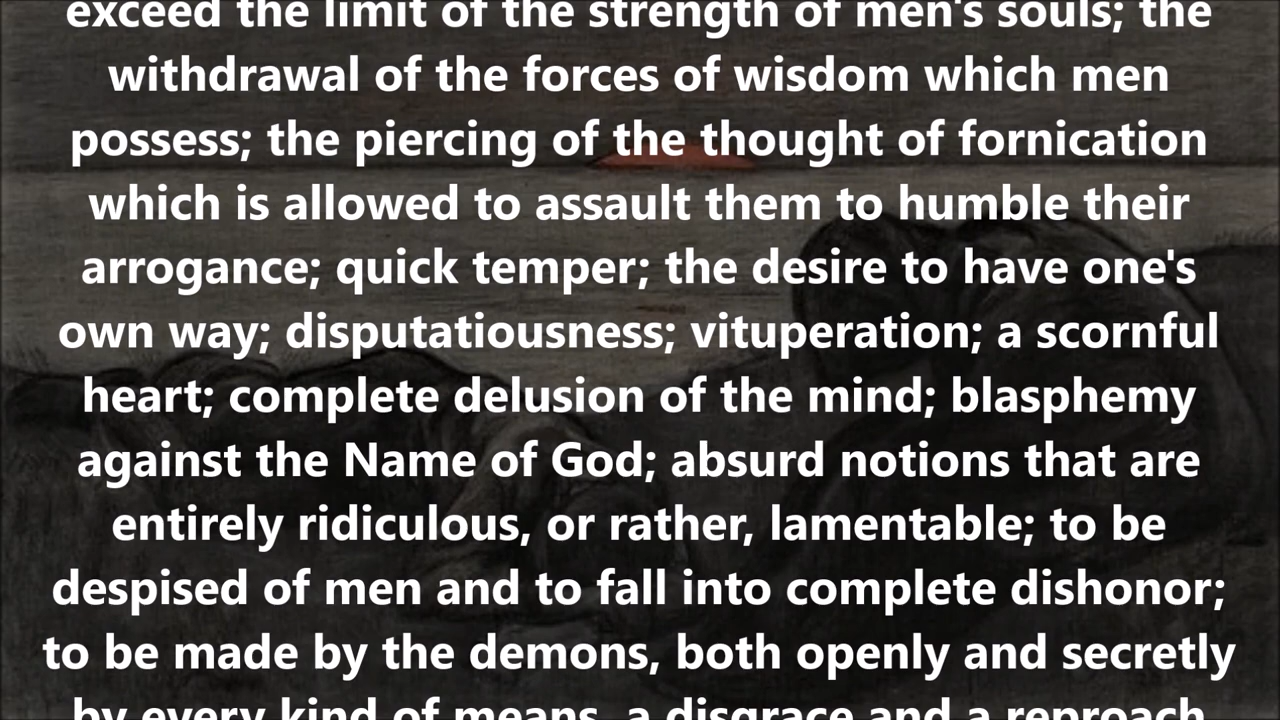 exceed the limit of the strength of men's souls; the
withdrawal of the forces of wisdom which men
possess; the piercing of the thought of fornication
which is allowed to assault them to humble their
arrogance; quick temper; the desire to have one's
own way; disputatiousness; vituperation; a scornful
heart; complete delusion of the mind; blasphemy
against the Name of God; absurd notions that are
entirely ridiculous, or rather, lamentable; to be
despised of men and to fall into complete dishonor;
to be made by the demons, both openly and secretly
by every kind of means, a disgrace and a reproach